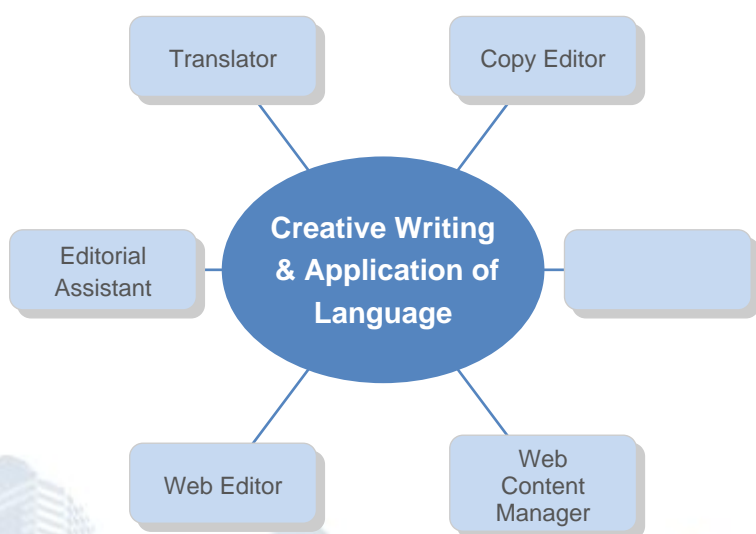 Translator
Copy Editor
Creative Writing
& Application of
Language
Editorial
Assistant
Web Editor
Web
Content
Manager